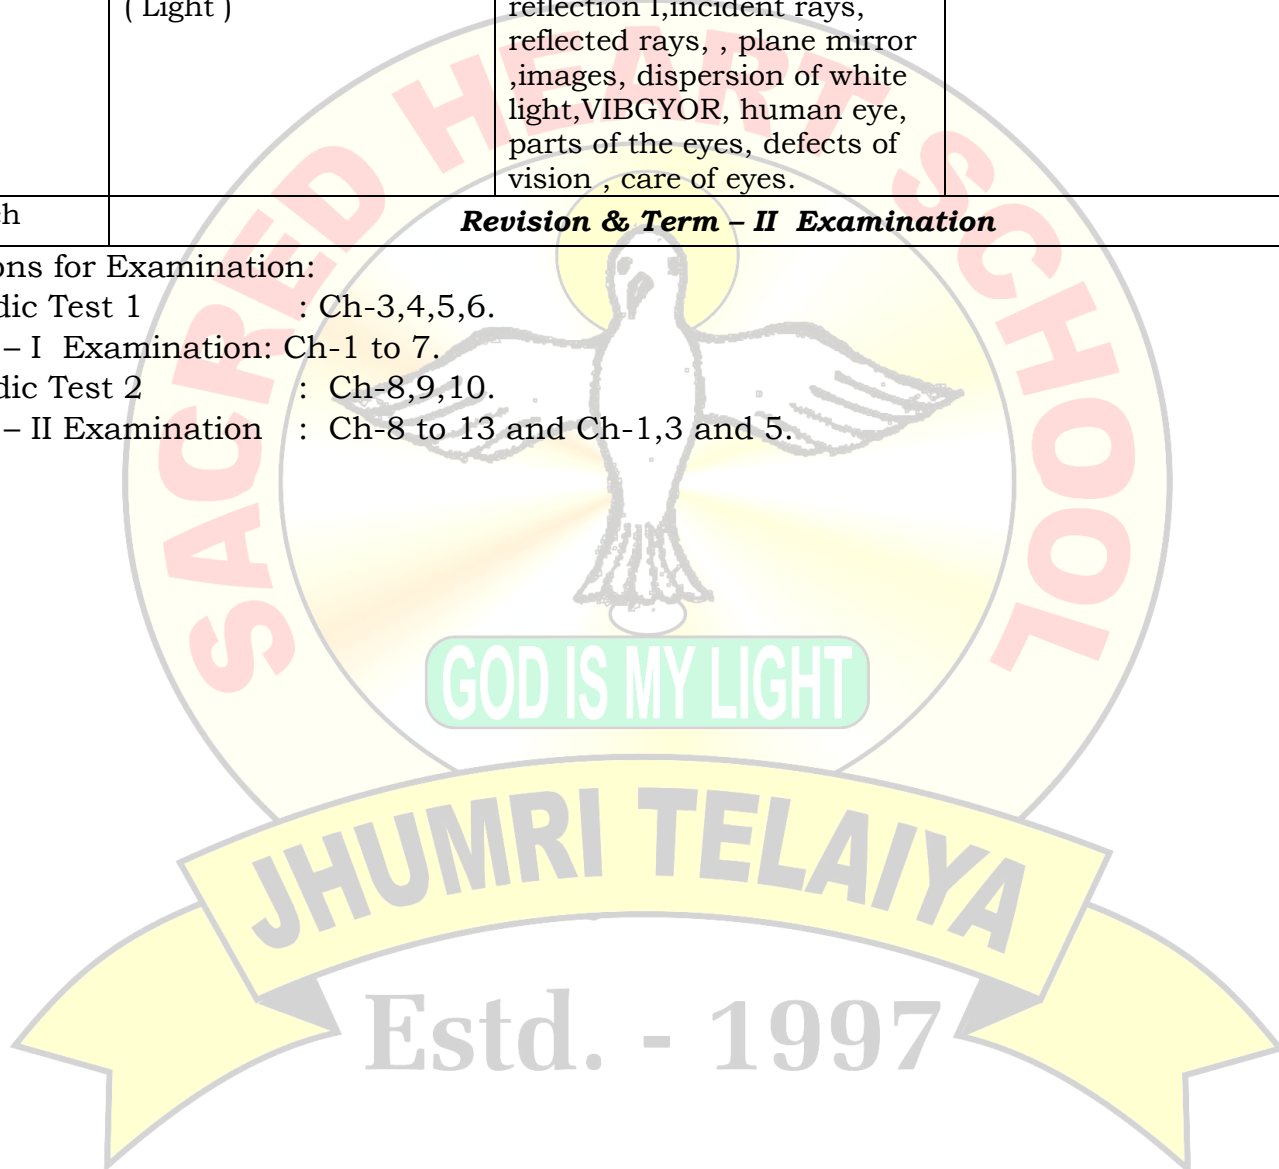 ( Light )
reflection I,incident rays,
reflected rays, , plane mirror
,images, dispersion of white
light,VIBGYOR, human eye,
parts of the eyes, defects of
vision , care of eyes.
ch
Revision & Term – II Examination
ons for Examination:
dic Test 1 : Ch-3,4,5,6.
– I Examination: Ch-1 to 7.
dic Test 2 : Ch-8,9,10.
– II Examination : Ch-8 to 13 and Ch-1,3 and 5.
SACRED HEART SCHOOL
GOD IS MY LIGHT
JHUMRI TELAIYA
Estd. - 1997